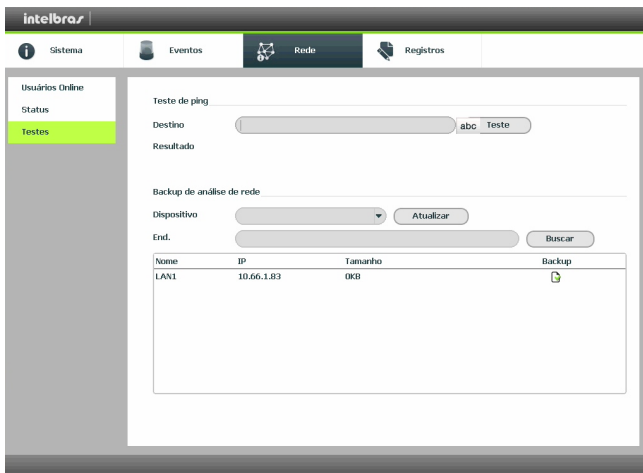 intelbras
Sistema Eventos Rede Registros
Usuários Online
Status
Testes
Teste de ping
Destino abc Teste
Resultado
Backup de análise de rede
Dispositivo Atualizar
End. Buscar
Nome IP Tamanho Backup
LAN1 10.66.1.83 0KB